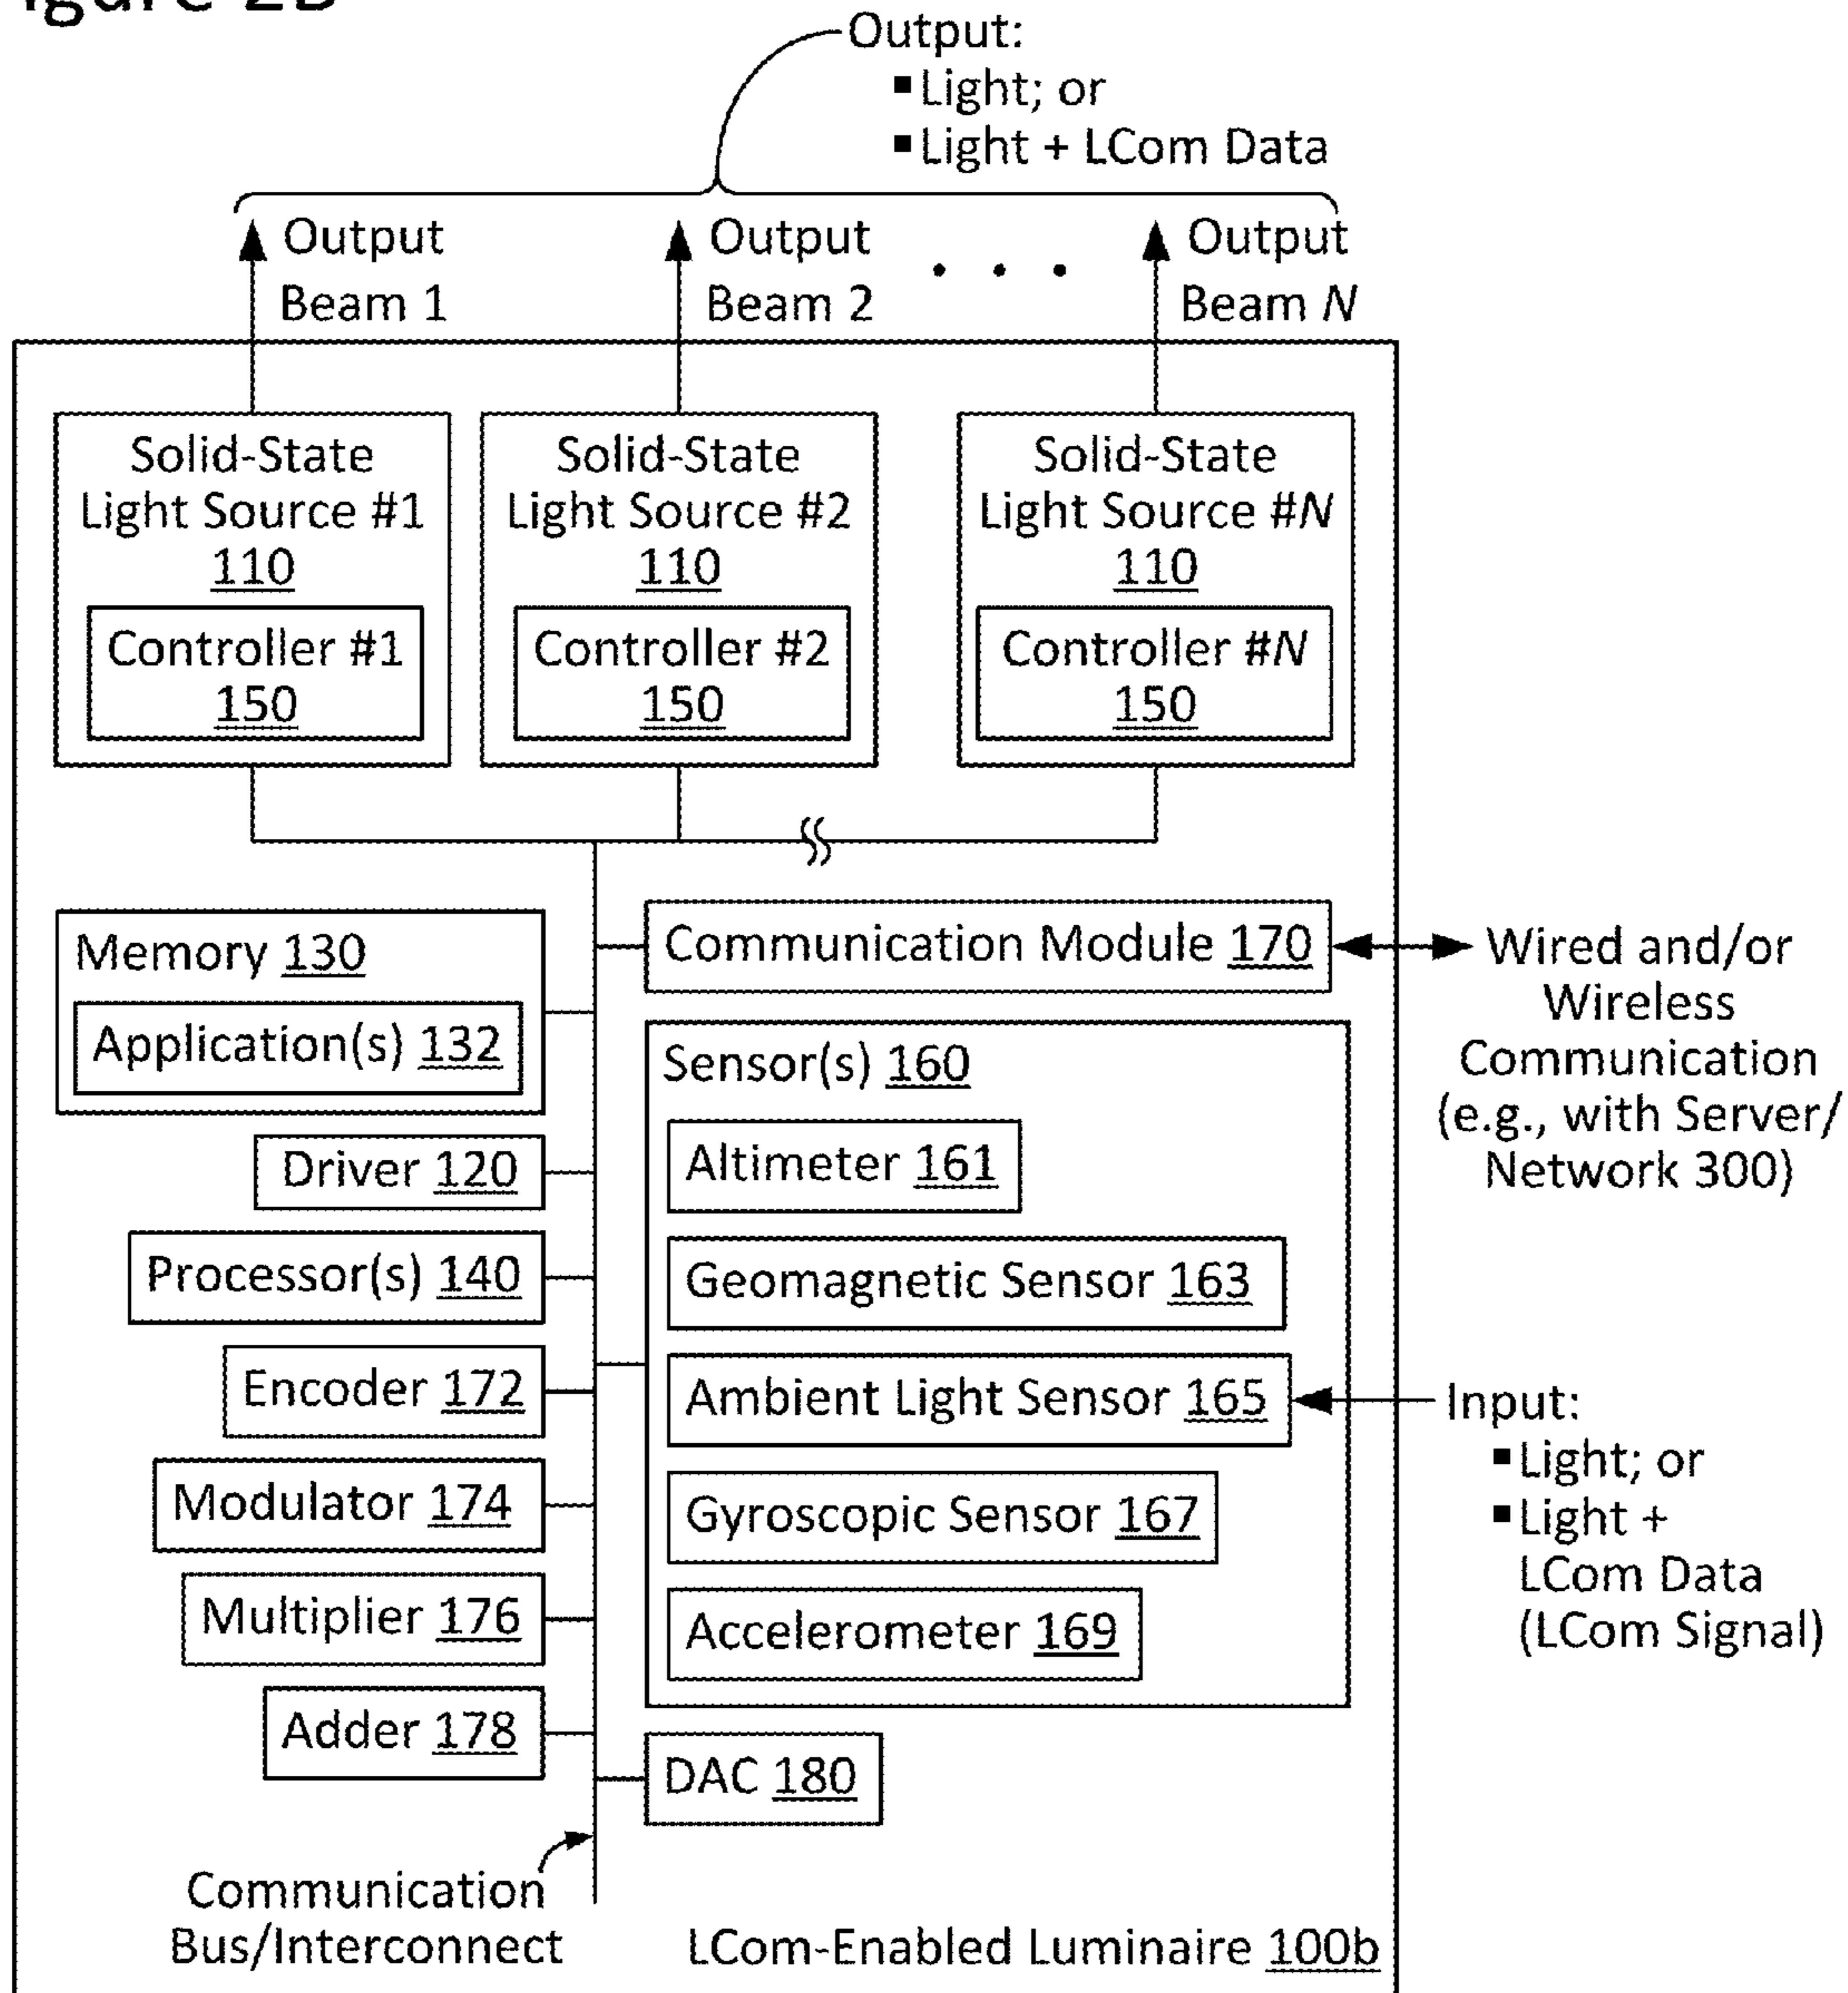 igure 2B
Output:
▪Light; or
▪Light + LCom Data
Output
Beam 1
Output
Beam 2
. . .
Output
Beam N
Solid-State
Light Source #1
110
Controller #1
150
Solid-State
Light Source #2
110
Controller #2
150
Solid-State
Light Source #N
110
Controller #N
150
Memory 130
Application(s) 132
Driver 120
Processor(s) 140
Encoder 172
Modulator 174
Multiplier 176
Adder 178
Communication Module 170
Wired and/or
Wireless
Communication
(e.g., with Server/
Network 300)
Sensor(s) 160
Altimeter 161
Geomagnetic Sensor 163
Ambient Light Sensor 165
Gyroscopic Sensor 167
Accelerometer 169
Input:
▪Light; or
▪Light +
LCom Data
(LCom Signal)
DAC 180
Communication
Bus/Interconnect
LCom-Enabled Luminaire 100b